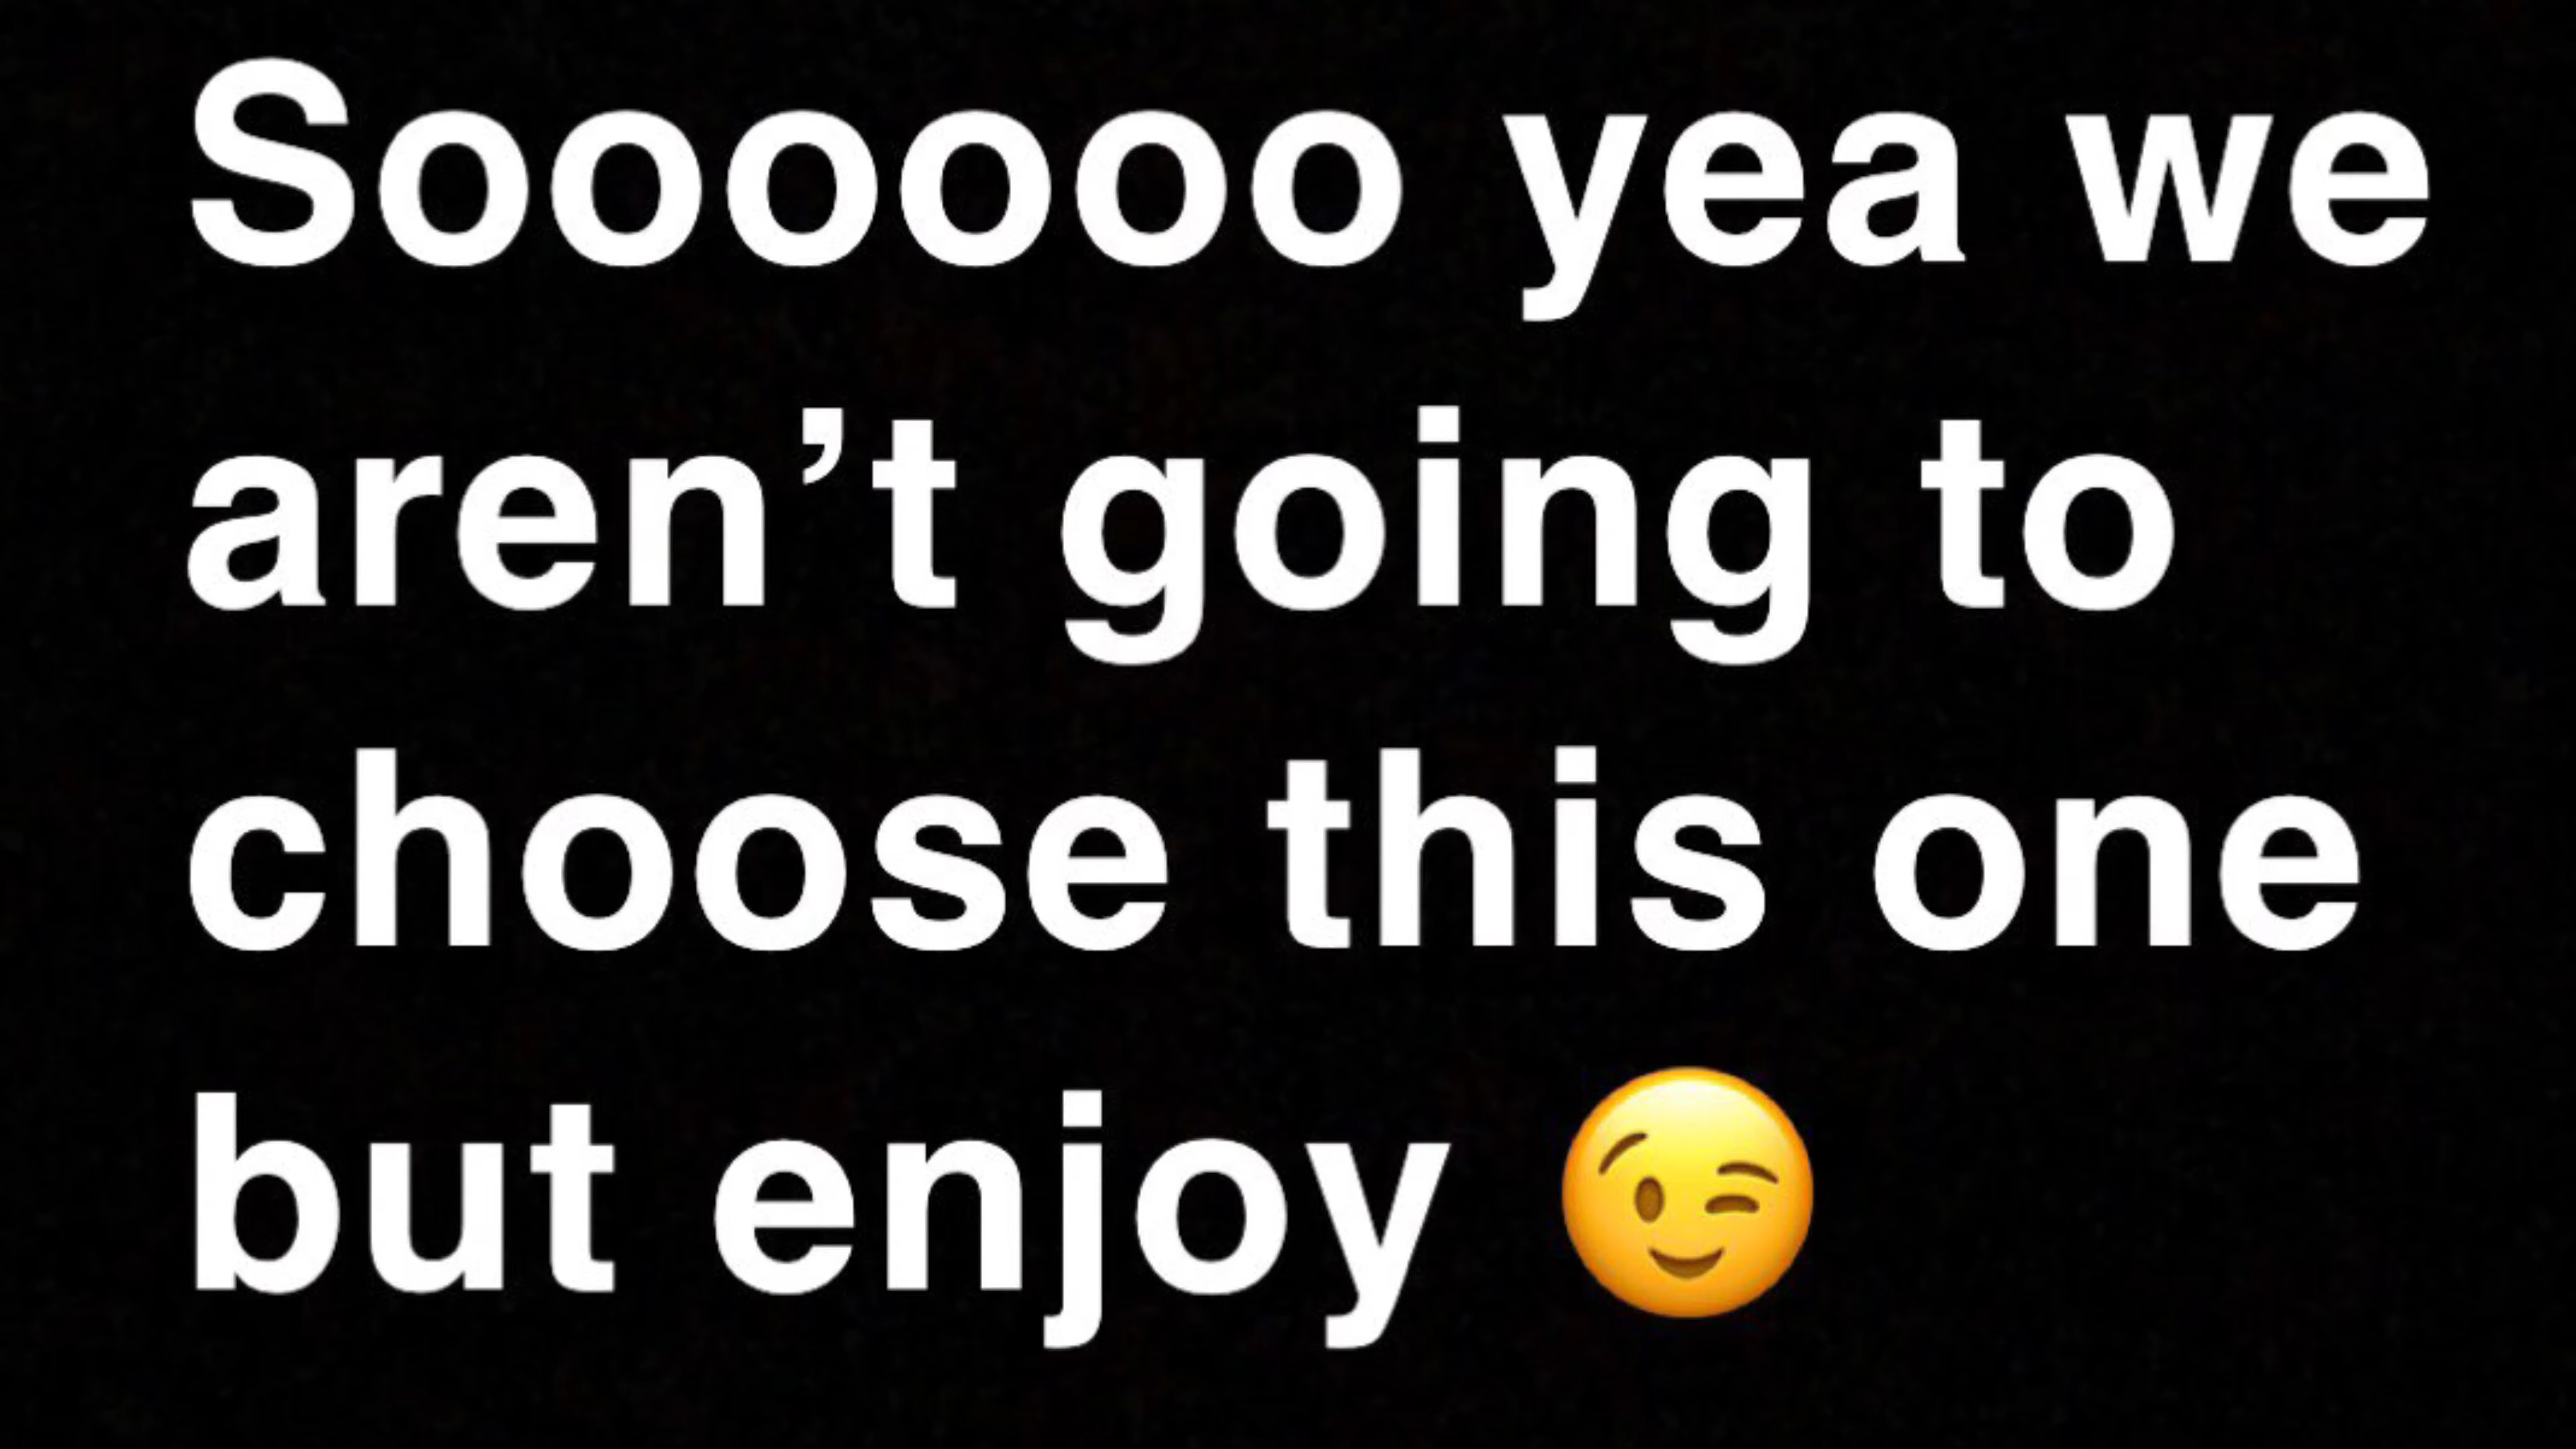 Soooooo yea we
aren’t going to
choose this one
but enjoy 😉